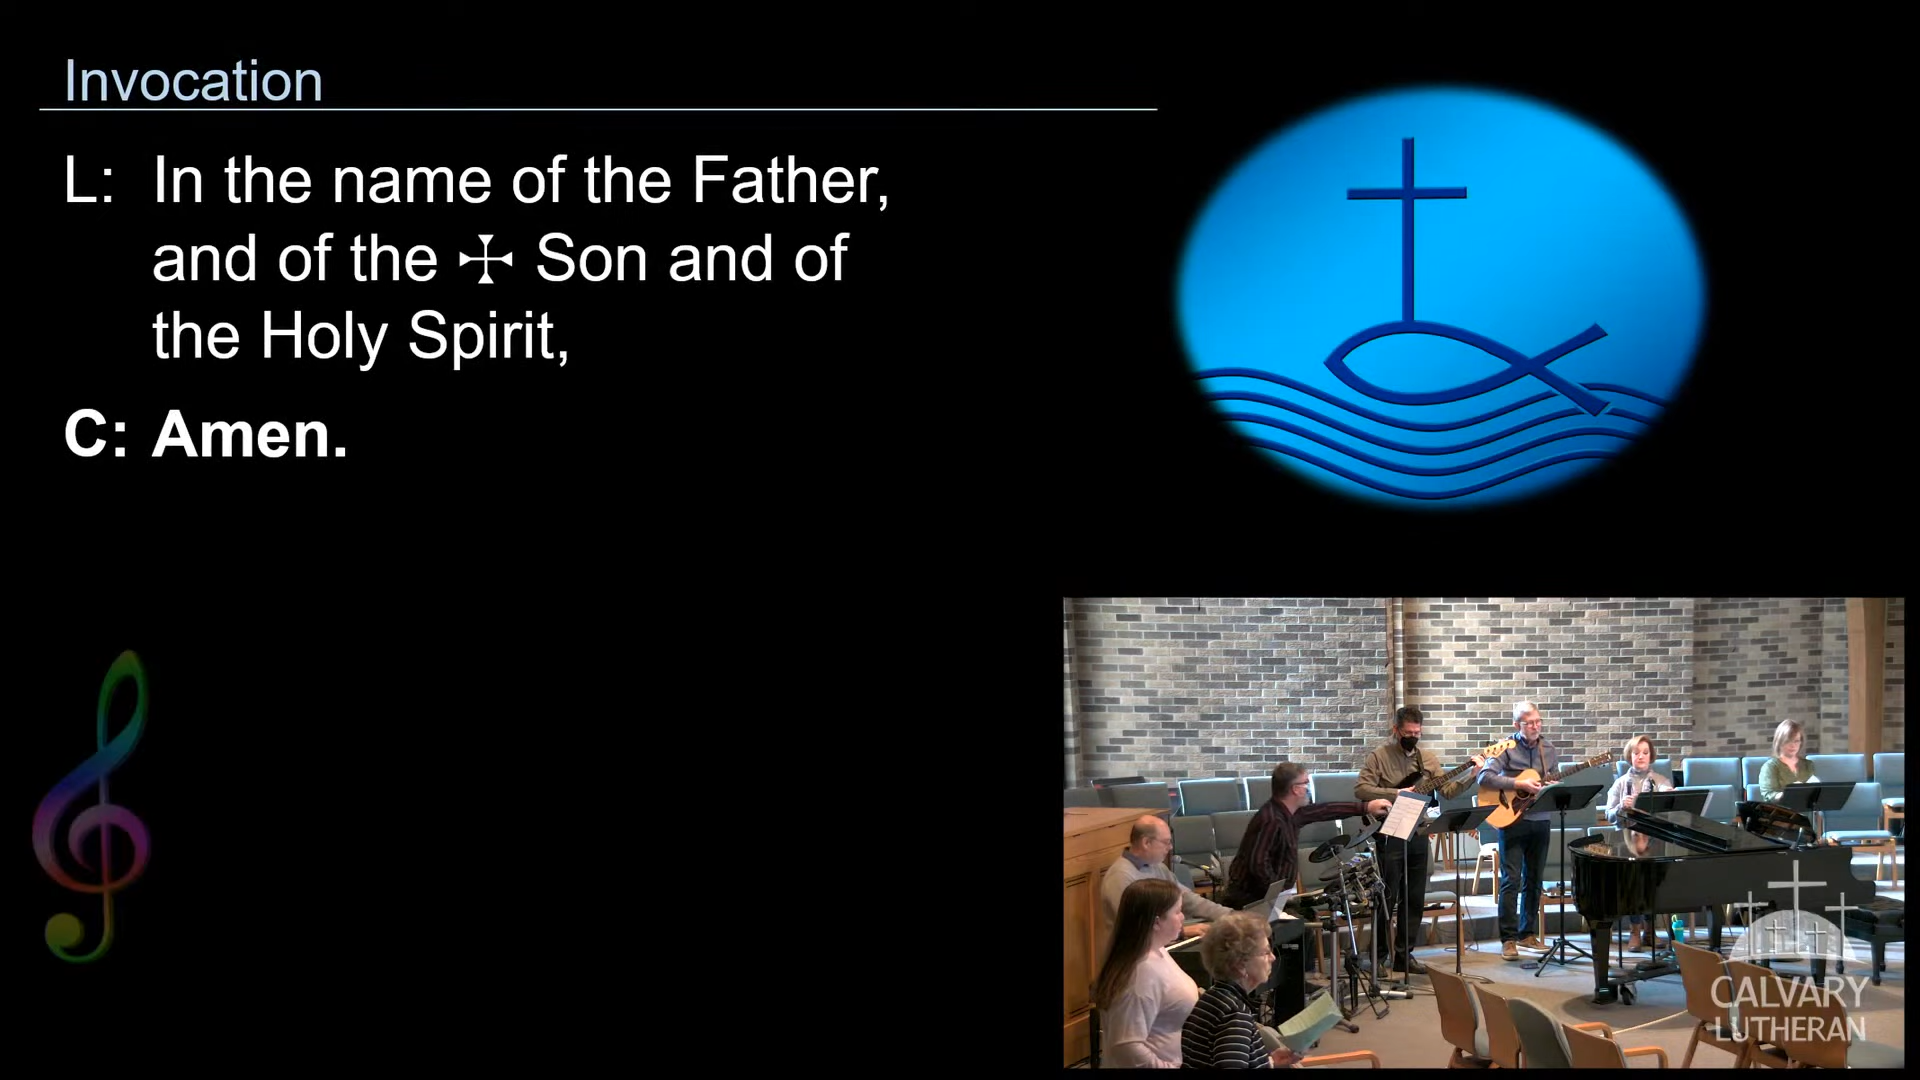 Invocation
L: In the name of the Father,
and of the ☩ Son and of
the Holy Spirit,
C: Amen.
CALVARY
LUTHERAN